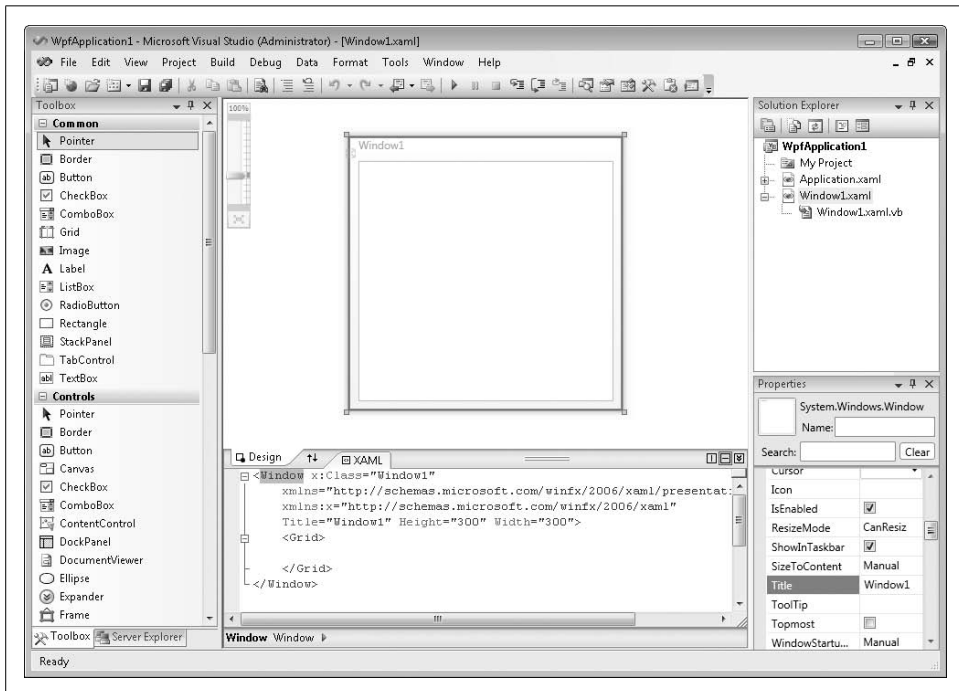 WpfApplication1 - Microsoft Visual Studio (Administrator) - [Window1.xaml]
File Edit View Project Build Debug Data Format Tools Window Help
Toolbox
Common
Pointer
Border
Button
CheckBox
ComboBox
Grid
Image
Label
ListBox
RadioButton
Rectangle
StackPanel
TabControl
TextBox
Controls
Pointer
Border
Button
Canvas
CheckBox
ComboBox
ContentControl
DockPanel
DocumentViewer
Ellipse
Expander
Frame
Toolbox Server Explorer
100%
Window1
Design XAML
<Window x:Class="Window1"
xmlns="http://schemas.microsoft.com/winfx/2006/xaml/presentat
xmlns:x="http://schemas.microsoft.com/winfx/2006/xaml"
Title="Window1" Height="300" Width="300">
<Grid>
</Grid>
</Window>
Window Window
Solution Explorer
WpfApplication1
My Project
Application.xaml
Window1.xaml
Window1.xaml.vb
Properties
System.Windows.Window
Name:
Search: Clear
Cursor
Icon
IsEnabled
ResizeMode CanResiz
ShowInTaskbar
SizeToContent Manual
Title Window1
ToolTip
Topmost
WindowStartu... Manual
Ready